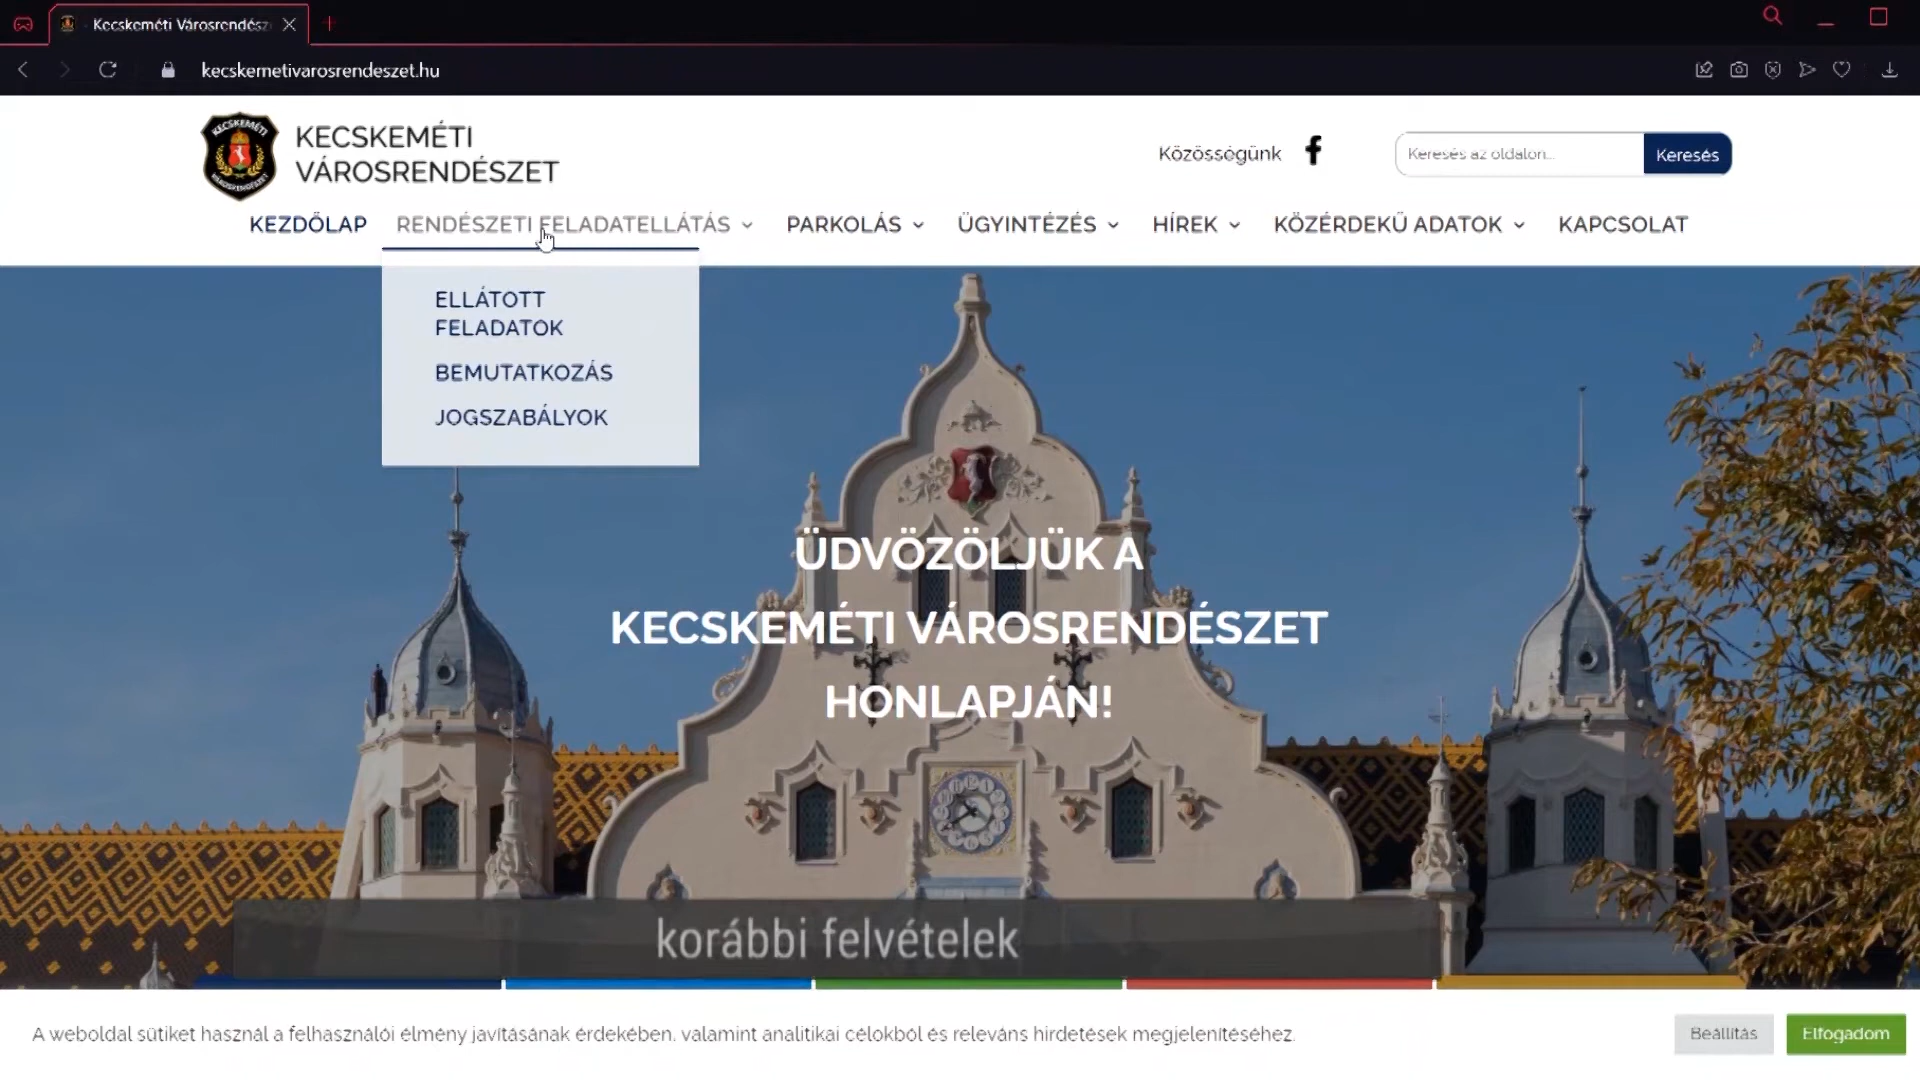 Kecskeméti Városrendész
kecskemetivarosrendeszet.hu
KECSKEMÉTI
VÁROSRENDÉSZET
KECSKEMÉTI
VÁROSRENDÉSZET
Közösségünk
Keresés az oldalon...
Keresés
KEZDŐLAP RENDÉSZETI FELADATELLÁTÁS PARKOLÁS ÜGYINTÉZÉS HÍREK KÖZÉRDEKŰ ADATOK KAPCSOLAT
ELLÁTOTT
FELADATOK
BEMUTATKOZÁS
JOGSZABÁLYOK
ÜDVÖZÖLJÜK A
KECSKEMÉTI VÁROSRENDÉSZET
HONLAPJÁN!
korábbi felvételek
A weboldal sütiket használ a felhasználói élmény javításának érdekében, valamint analitikai célokból és releváns hirdetések megjelenítéséhez.
Beállítás
Elfogadom